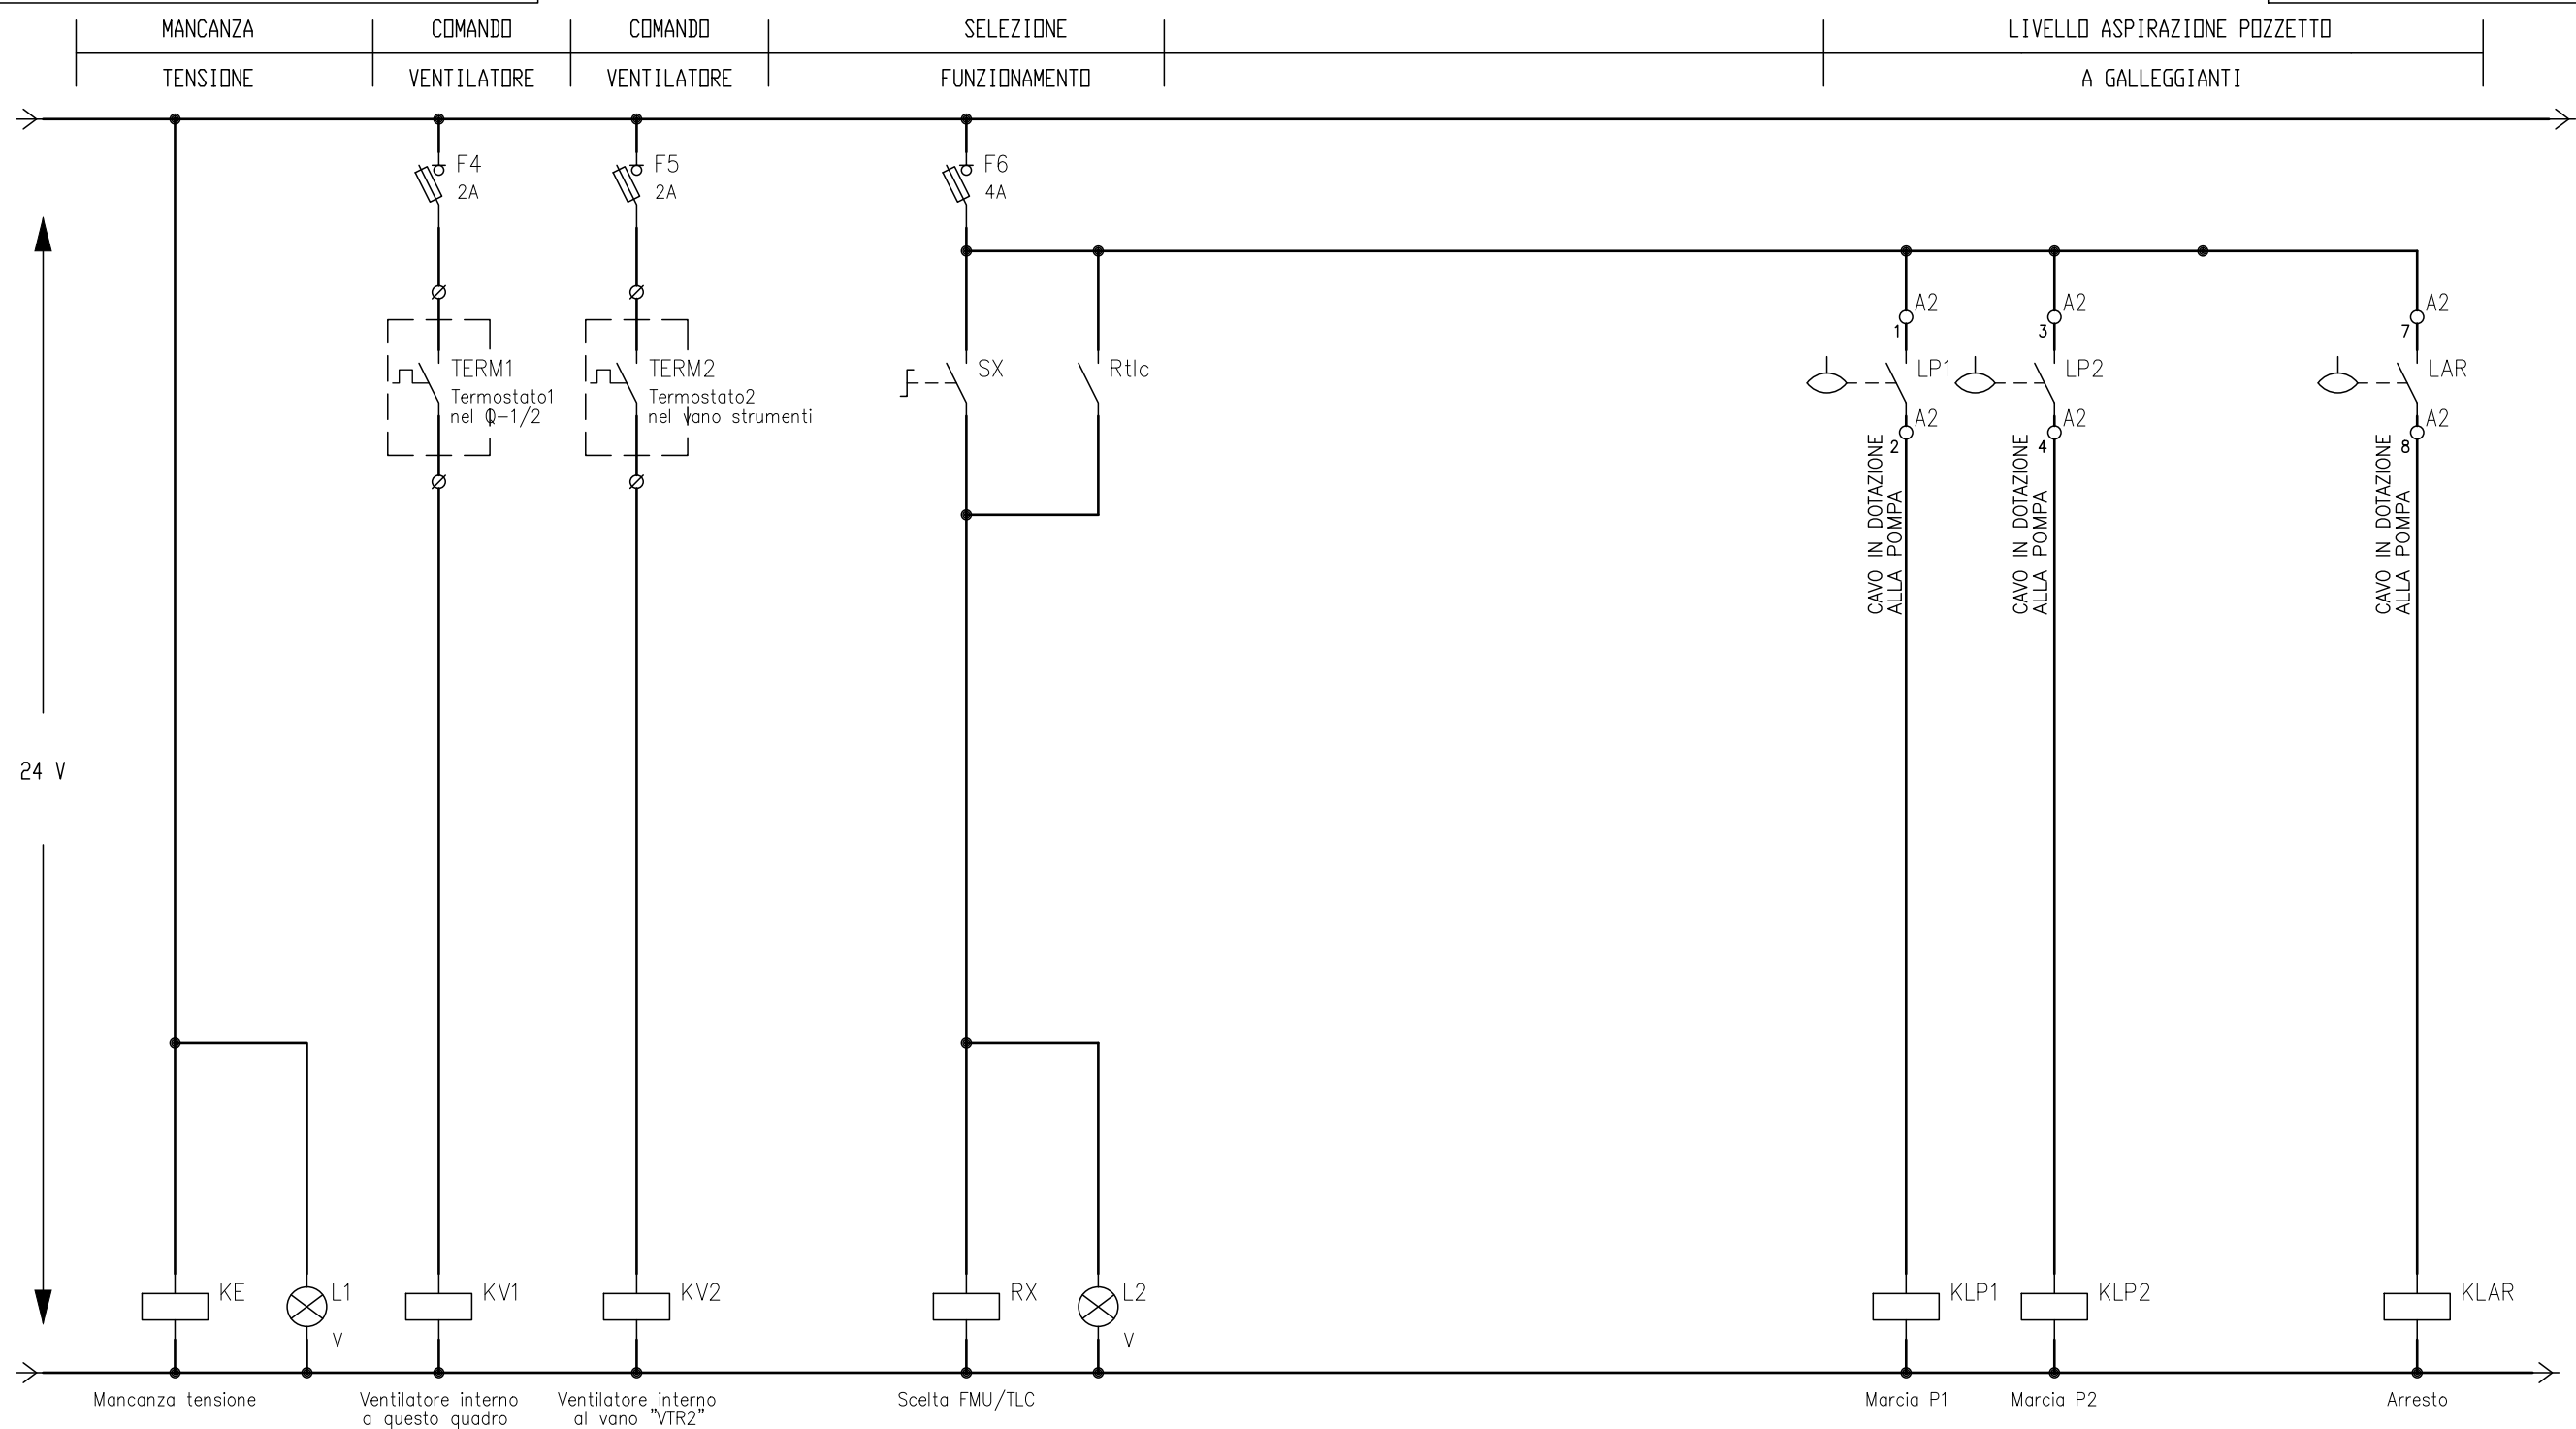 MANCANZA
TENSIONE
COMANDO
VENTILATORE
COMANDO
VENTILATORE
SELEZIONE
FUNZIONAMENTO
LIVELLO ASPIRAZIONE POZZETTO
A GALLEGGIANTI
F4
2A
F5
2A
F6
4A
24 V
TERM1
Termostato1
nel Q-1/2
TERM2
Termostato2
nel vano strumenti
SX
Rtlc
A2
1
LP1
A2
2
CAVO IN DOTAZIONE
ALLA POMPA
A2
3
LP2
A2
4
CAVO IN DOTAZIONE
ALLA POMPA
A2
7
LAR
A2
8
CAVO IN DOTAZIONE
ALLA POMPA
KE
L1
V
KV1
KV2
RX
L2
V
KLP1
KLP2
KLAR
Mancanza tensione
Ventilatore interno
a questo quadro
Ventilatore interno
al vano "VTR2"
Scelta FMU/TLC
Marcia P1
Marcia P2
Arresto